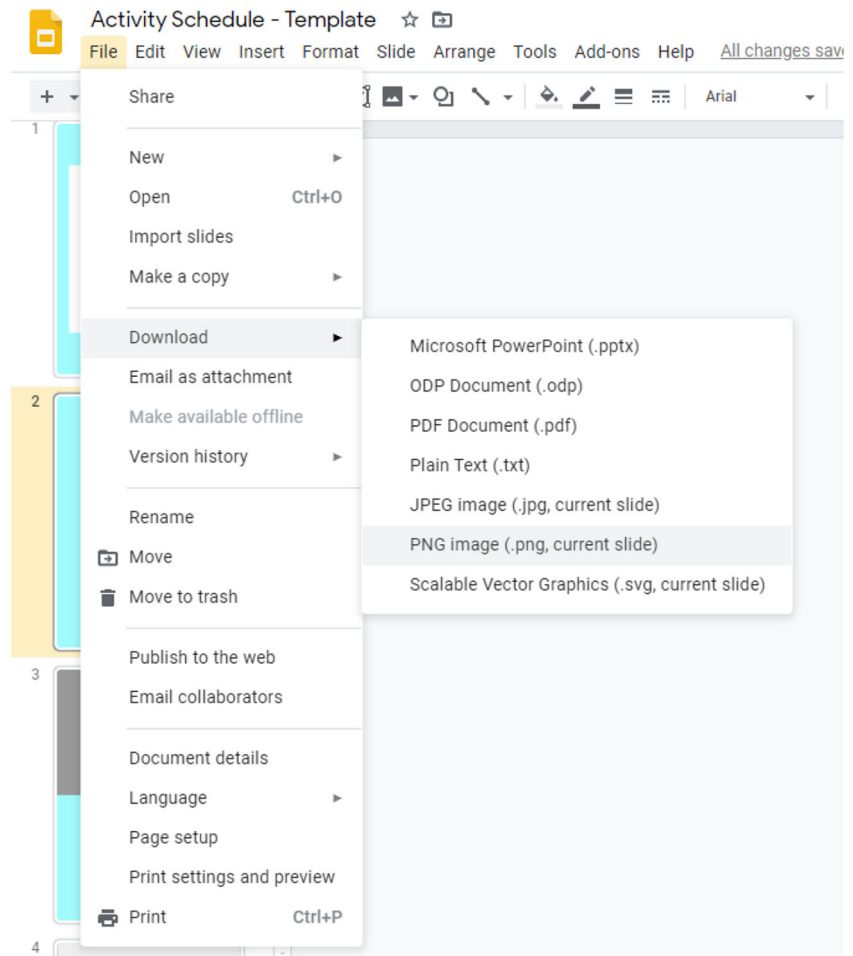 Activity Schedule - Template
File Edit View Insert Format Slide Arrange Tools Add-ons Help All changes save
+ Arial
Share
1
New
Open Ctrl+O
Import slides
Make a copy
Download
Microsoft PowerPoint (.pptx)
Email as attachment
ODP Document (.odp)
2
Make available offline
PDF Document (.pdf)
Version history
Plain Text (.txt)
JPEG image (.jpg, current slide)
Rename
PNG image (.png, current slide)
Move
Scalable Vector Graphics (.svg, current slide)
Move to trash
Publish to the web
3
Email collaborators
Document details
Language
Page setup
Print settings and preview
Print Ctrl+P
4